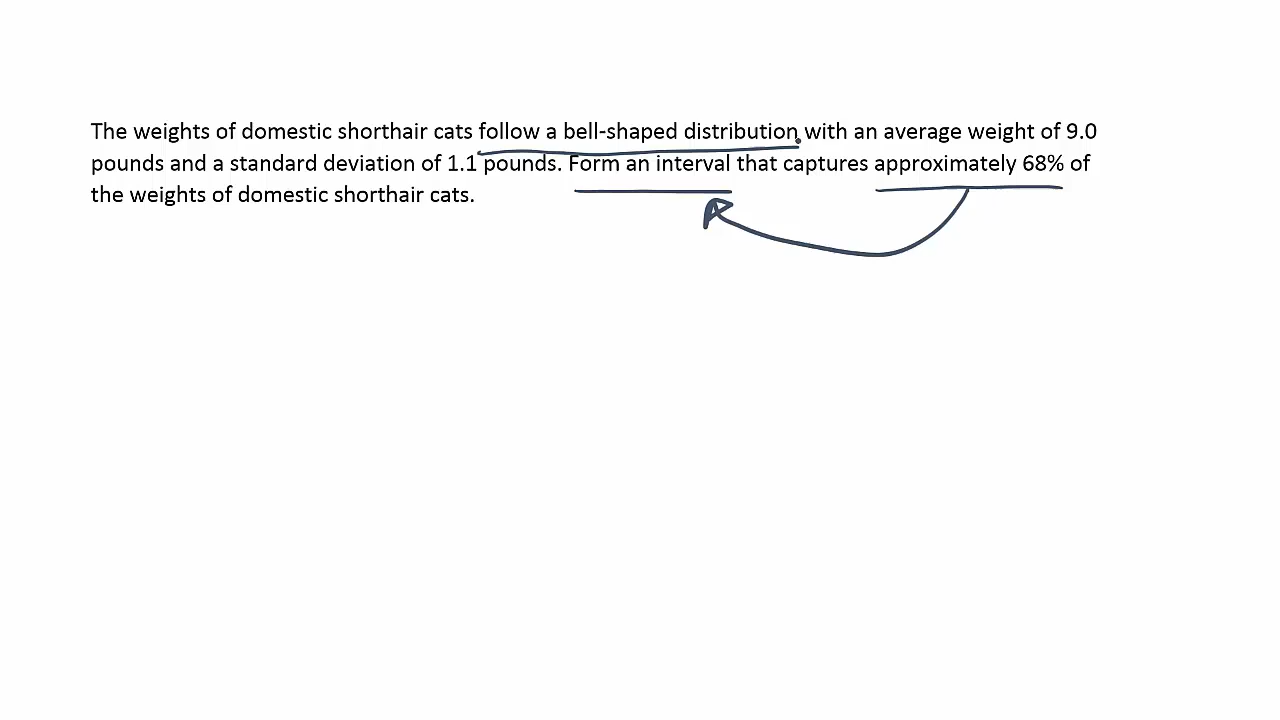 The weights of domestic shorthair cats follow a bell-shaped distribution with an average weight of 9.0
pounds and a standard deviation of 1.1 pounds. Form an interval that captures approximately 68% of
the weights of domestic shorthair cats.